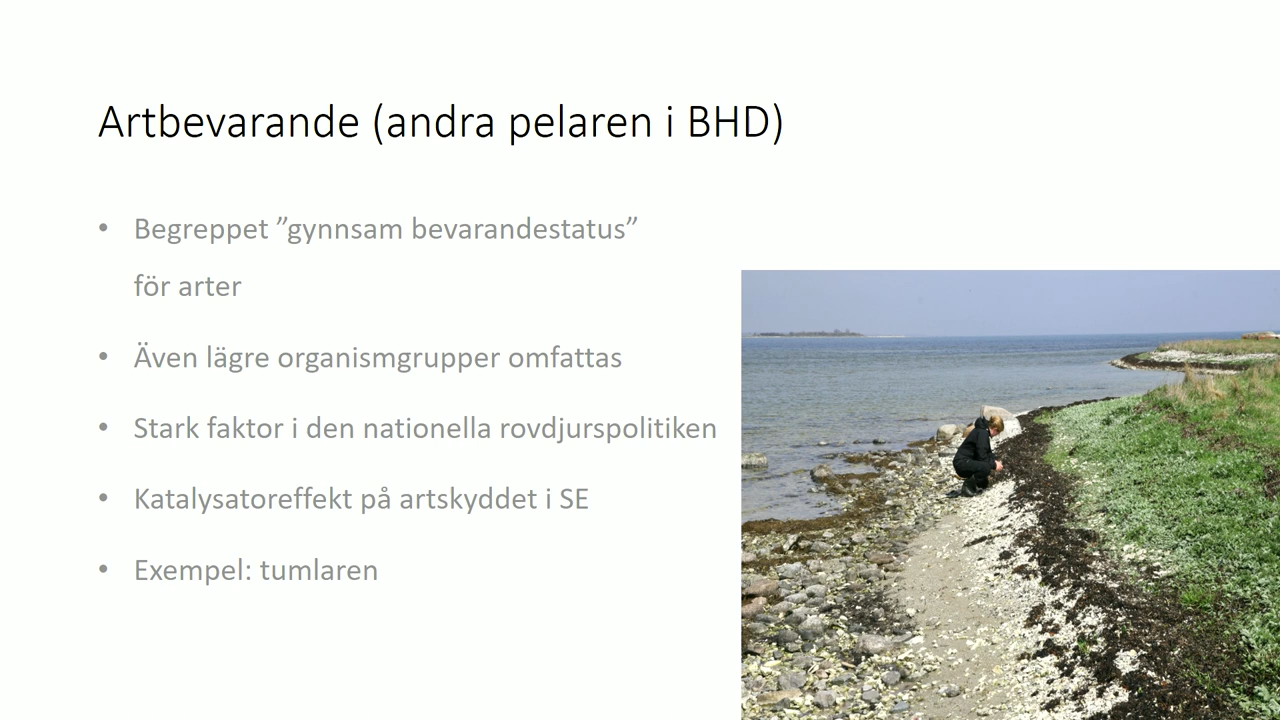 Artbevarande (andra pelaren i BHD)
• Begreppet ”gynnsam bevarandestatus”
för arter
• Även lägre organismgrupper omfattas
• Stark faktor i den nationella rovdjurspolitiken
• Katalysatoreffekt på artskyddet i SE
• Exempel: tumlaren